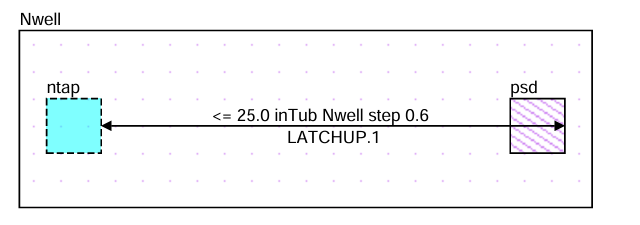 Nwell
ntap
psd
<= 25.0 inTub Nwell step 0.6
LATCHUP.1